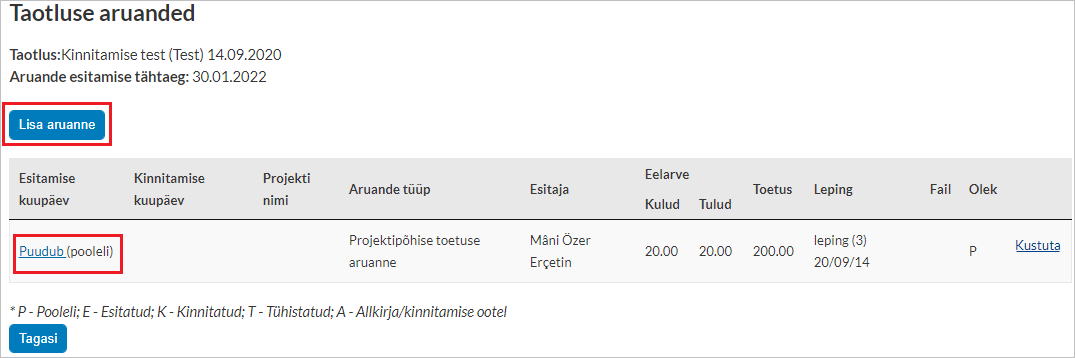 Taotluse aruanded
Taotlus:Kinnitamise test (Test) 14.09.2020
Aruande esitamise tähtaeg: 30.01.2022
Lisa aruanne
Esitamise kuupäev Kinnitamise kuupäev Projekti nimi Aruande tüüp Esitaja Eelarve Kulud Tulud Toetus Leping Fail Olek
Puudub (pooleli) Projektipõhise toetuse aruanne Mâni Özer Erçetin 20.00 20.00 200.00 leping (3) 20/09/14 P Kustuta
* P - Pooleli; E - Esitatud; K - Kinnitatud; T - Tühistatud; A - Allkirja/kinnitamise ootel
Tagasi